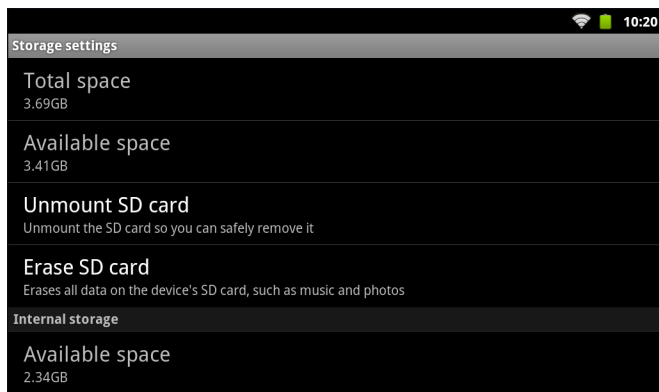 10:20
Storage settings
Total space
3.69GB
Available space
3.41GB
Unmount SD card
Unmount the SD card so you can safely remove it
Erase SD card
Erases all data on the device's SD card, such as music and photos
Internal storage
Available space
2.34GB